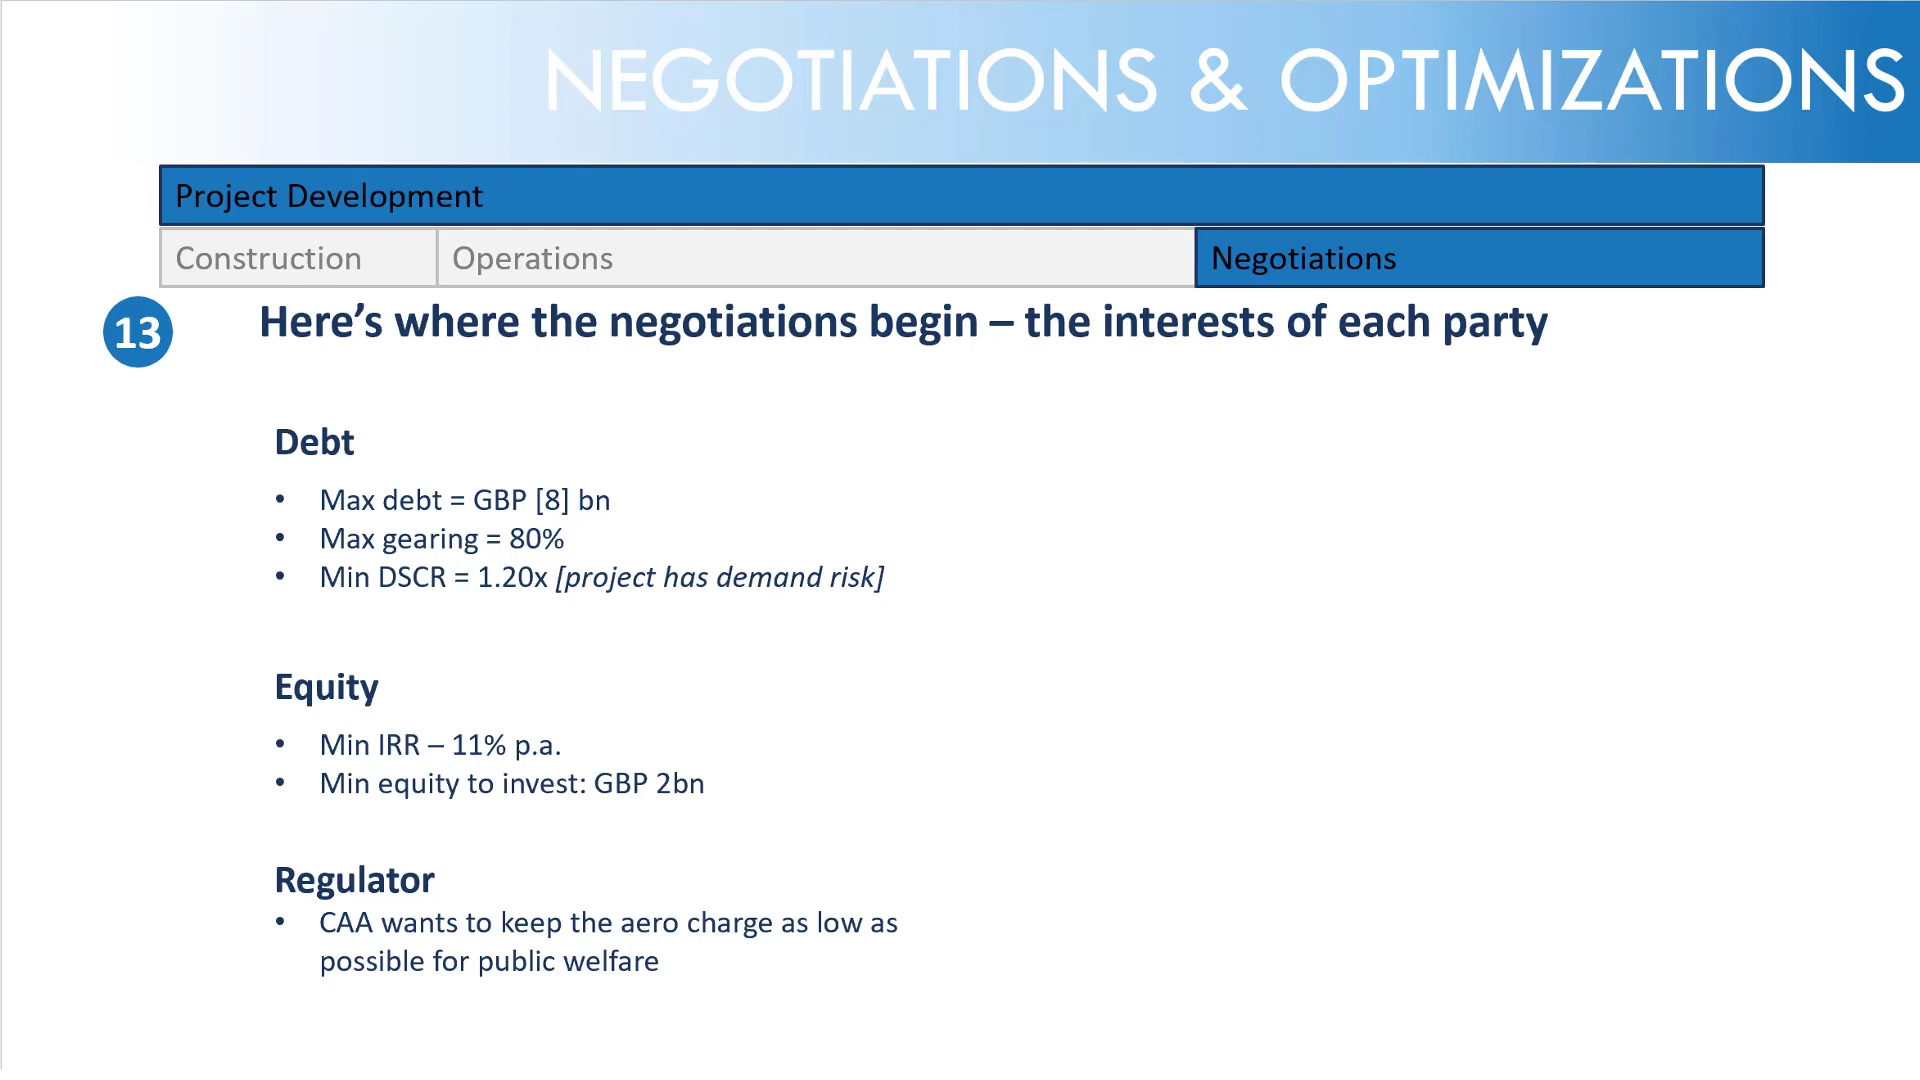 NEGOTIATIONS & OPTIMIZATIONS
Project Development
Construction
Operations
Negotiations
13
Here’s where the negotiations begin – the interests of each party
Debt
• Max debt = GBP [8] bn
• Max gearing = 80%
• Min DSCR = 1.20x [project has demand risk]
Equity
• Min IRR – 11% p.a.
• Min equity to invest: GBP 2bn
Regulator
• CAA wants to keep the aero charge as low as
possible for public welfare